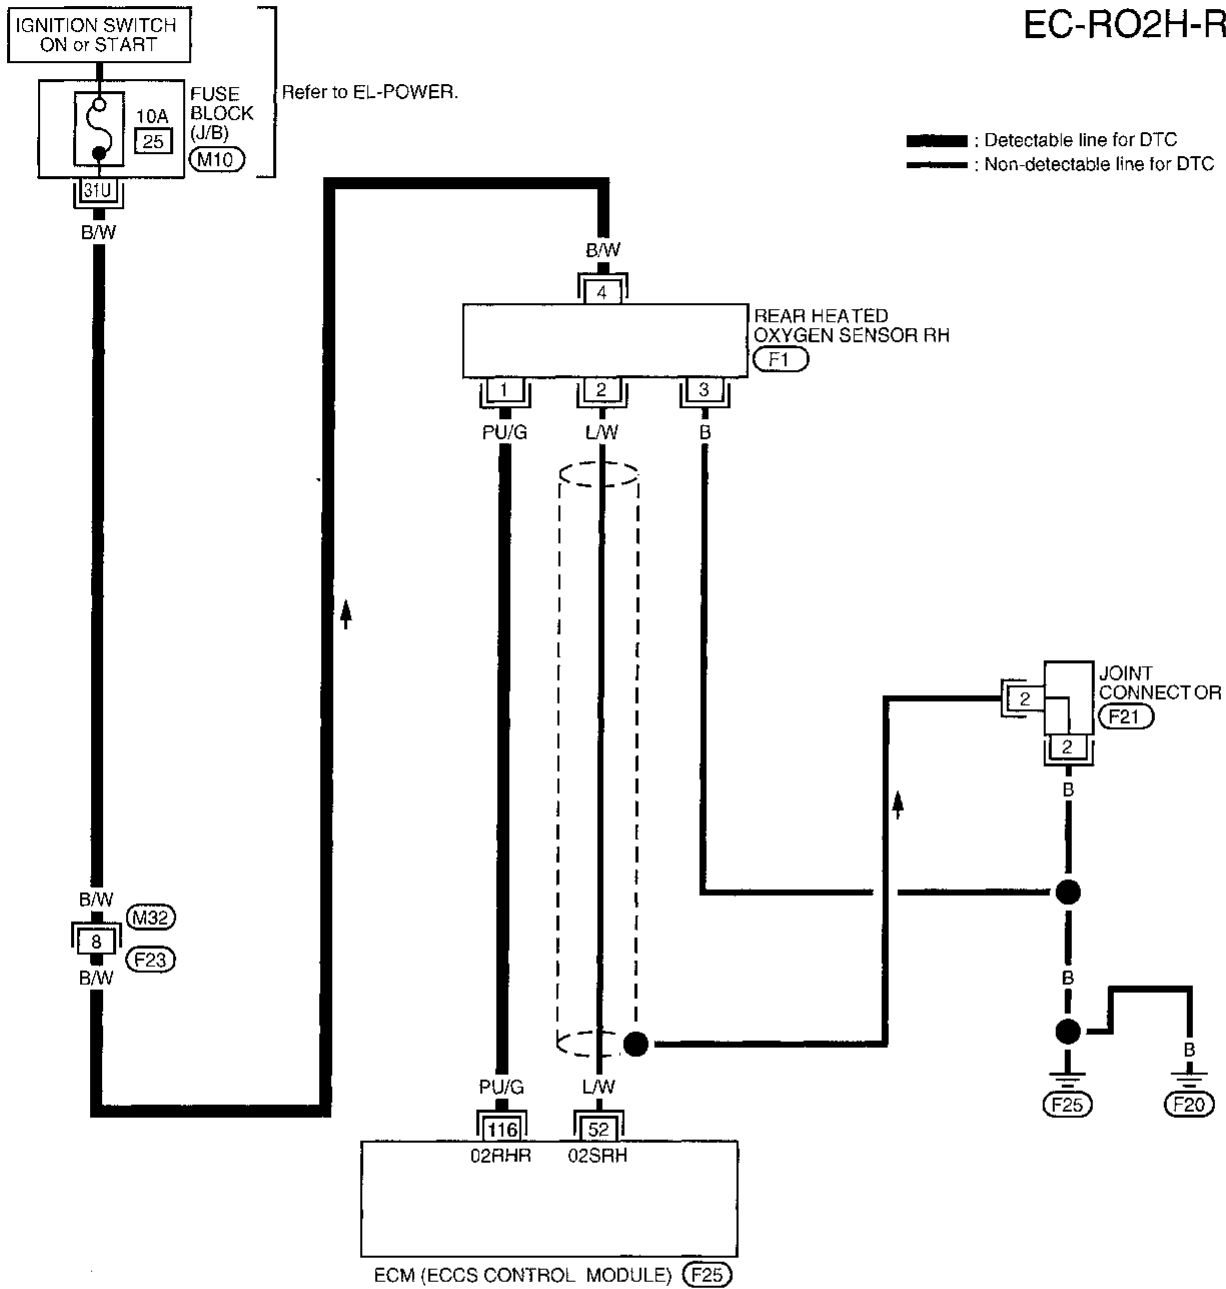 EC-RO2H-R
IGNITION SWITCH
ON or START
Refer to EL-POWER.
FUSE
BLOCK
(J/B)
M10
10A
25
31U
B/W
: Detectable line for DTC
: Non-detectable line for DTC
B/W
4
REAR HEATED
OXYGEN SENSOR RH
F1
1
2
3
PU/G
L/W
B
JOINT
CONNECTOR
F21
2
2
B
B/W
M32
8
F23
B/W
B
B
PU/G
L/W
F25
F20
116
52
02RHR
02SRH
ECM (ECCS CONTROL MODULE)
F25